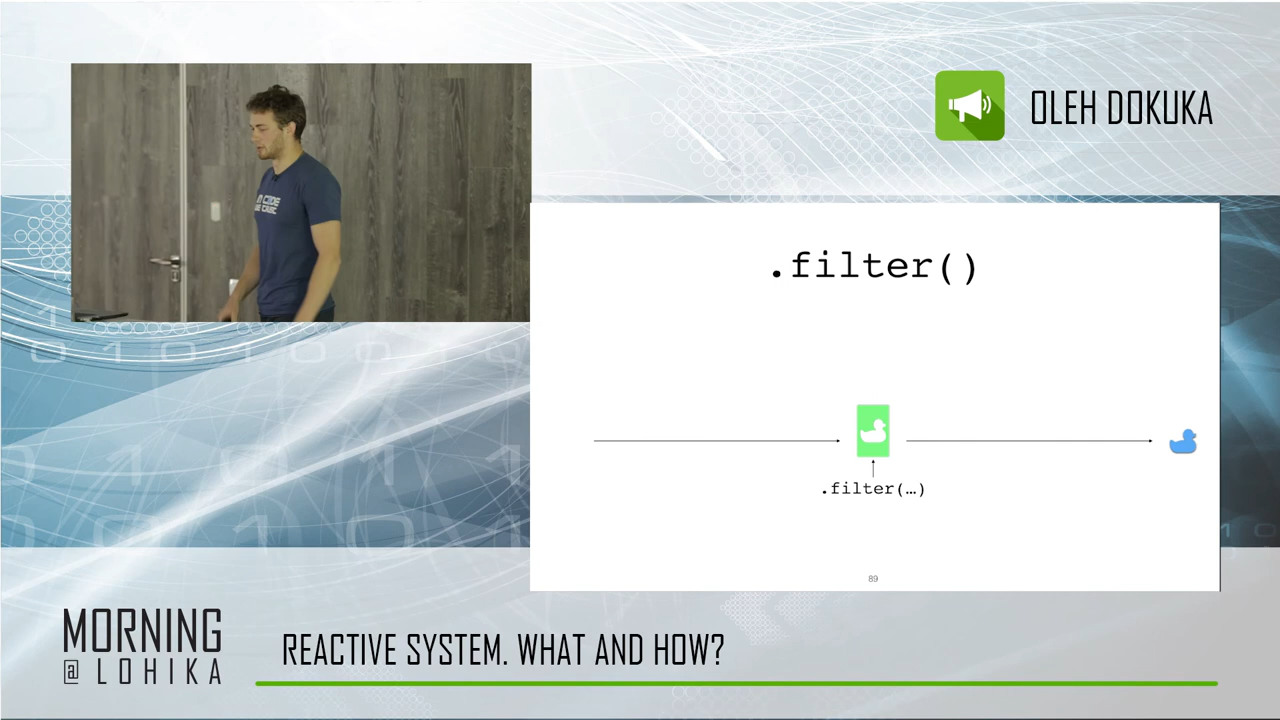 OLEH DOKUKA
.filter()
.filter(…)
89
MORNING
@ LOHIKA
REACTIVE SYSTEM. WHAT AND HOW?